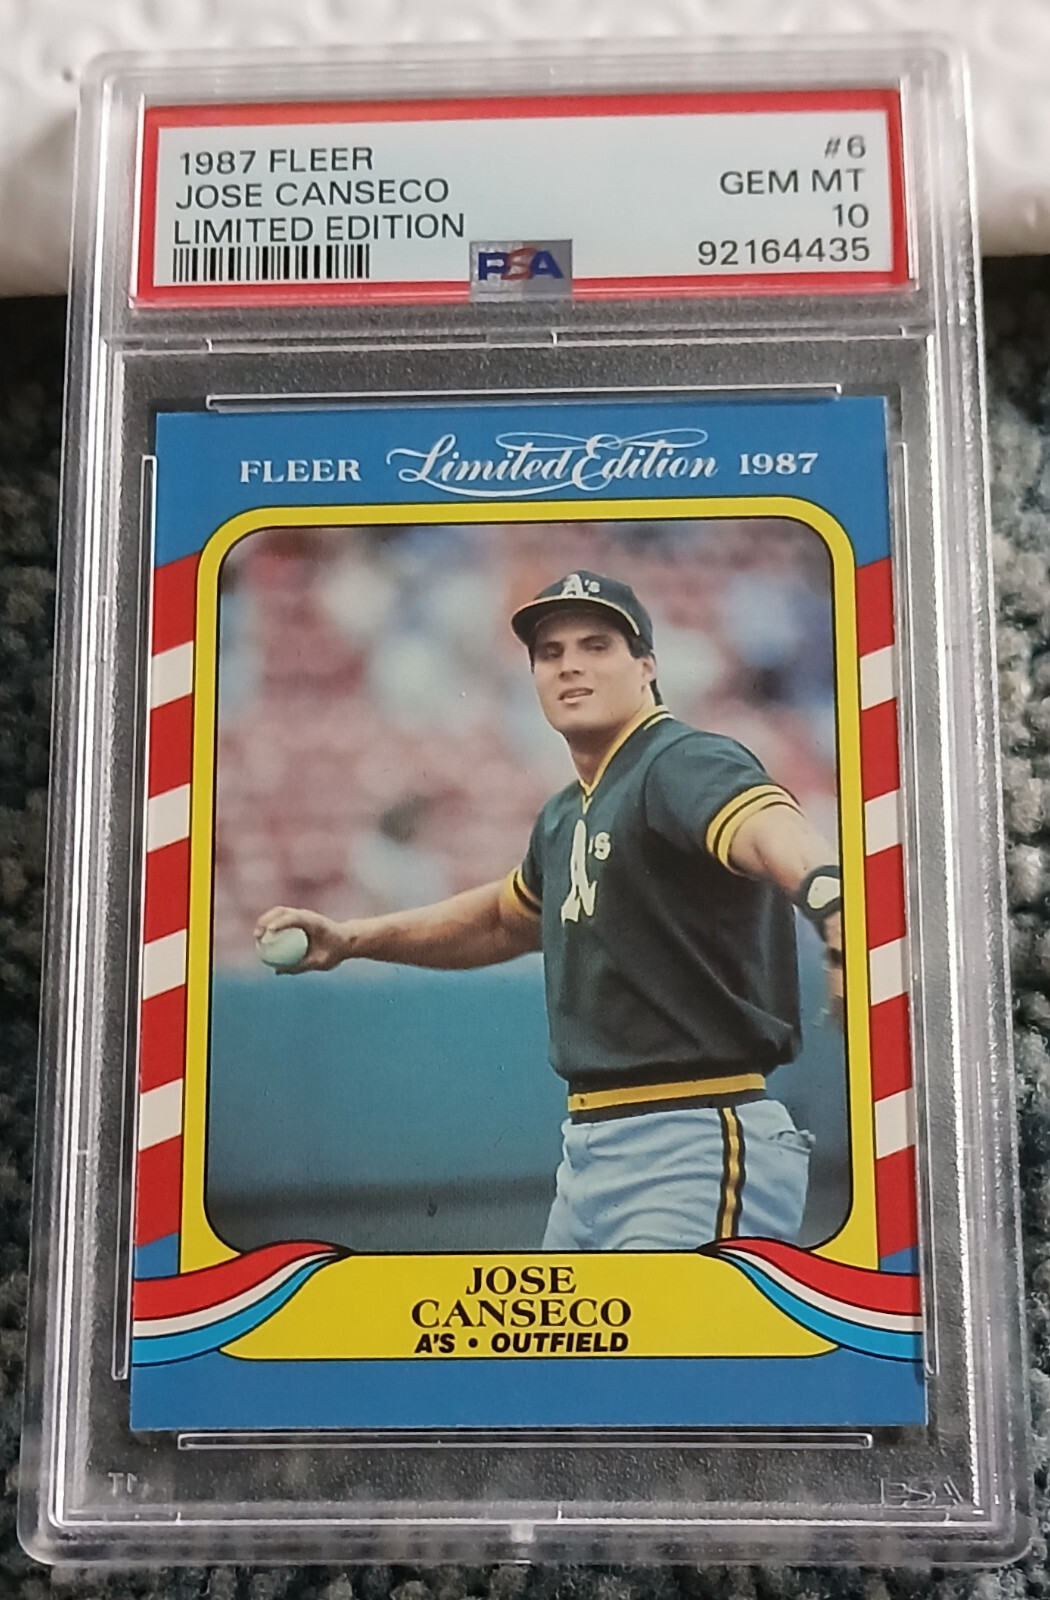 1987 FLEER
#6
JOSE CANSECO
GEM MT
LIMITED EDITION
10
92164435
PSA
FLEER Limited Edition 1987
A's
A's
JOSE
CANSECO
A'S • OUTFIELD
PSA